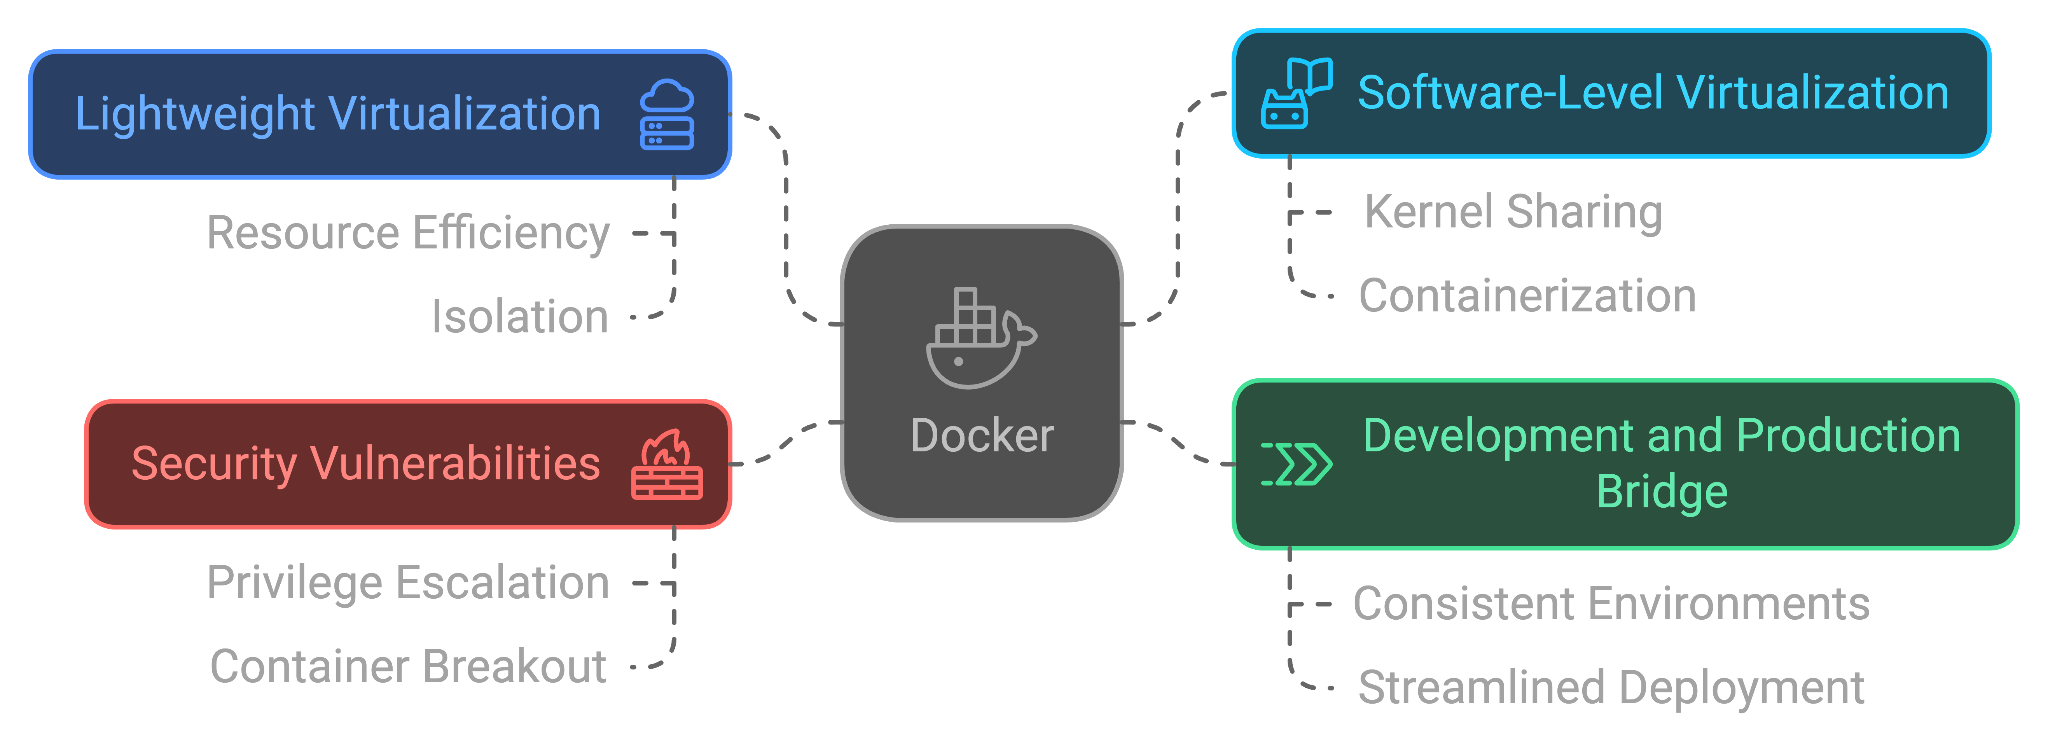 Lightweight Virtualization
Resource Efficiency
Isolation
Security Vulnerabilities
Privilege Escalation
Container Breakout
Docker
Software-Level Virtualization
Kernel Sharing
Containerization
Development and Production
Bridge
Consistent Environments
Streamlined Deployment